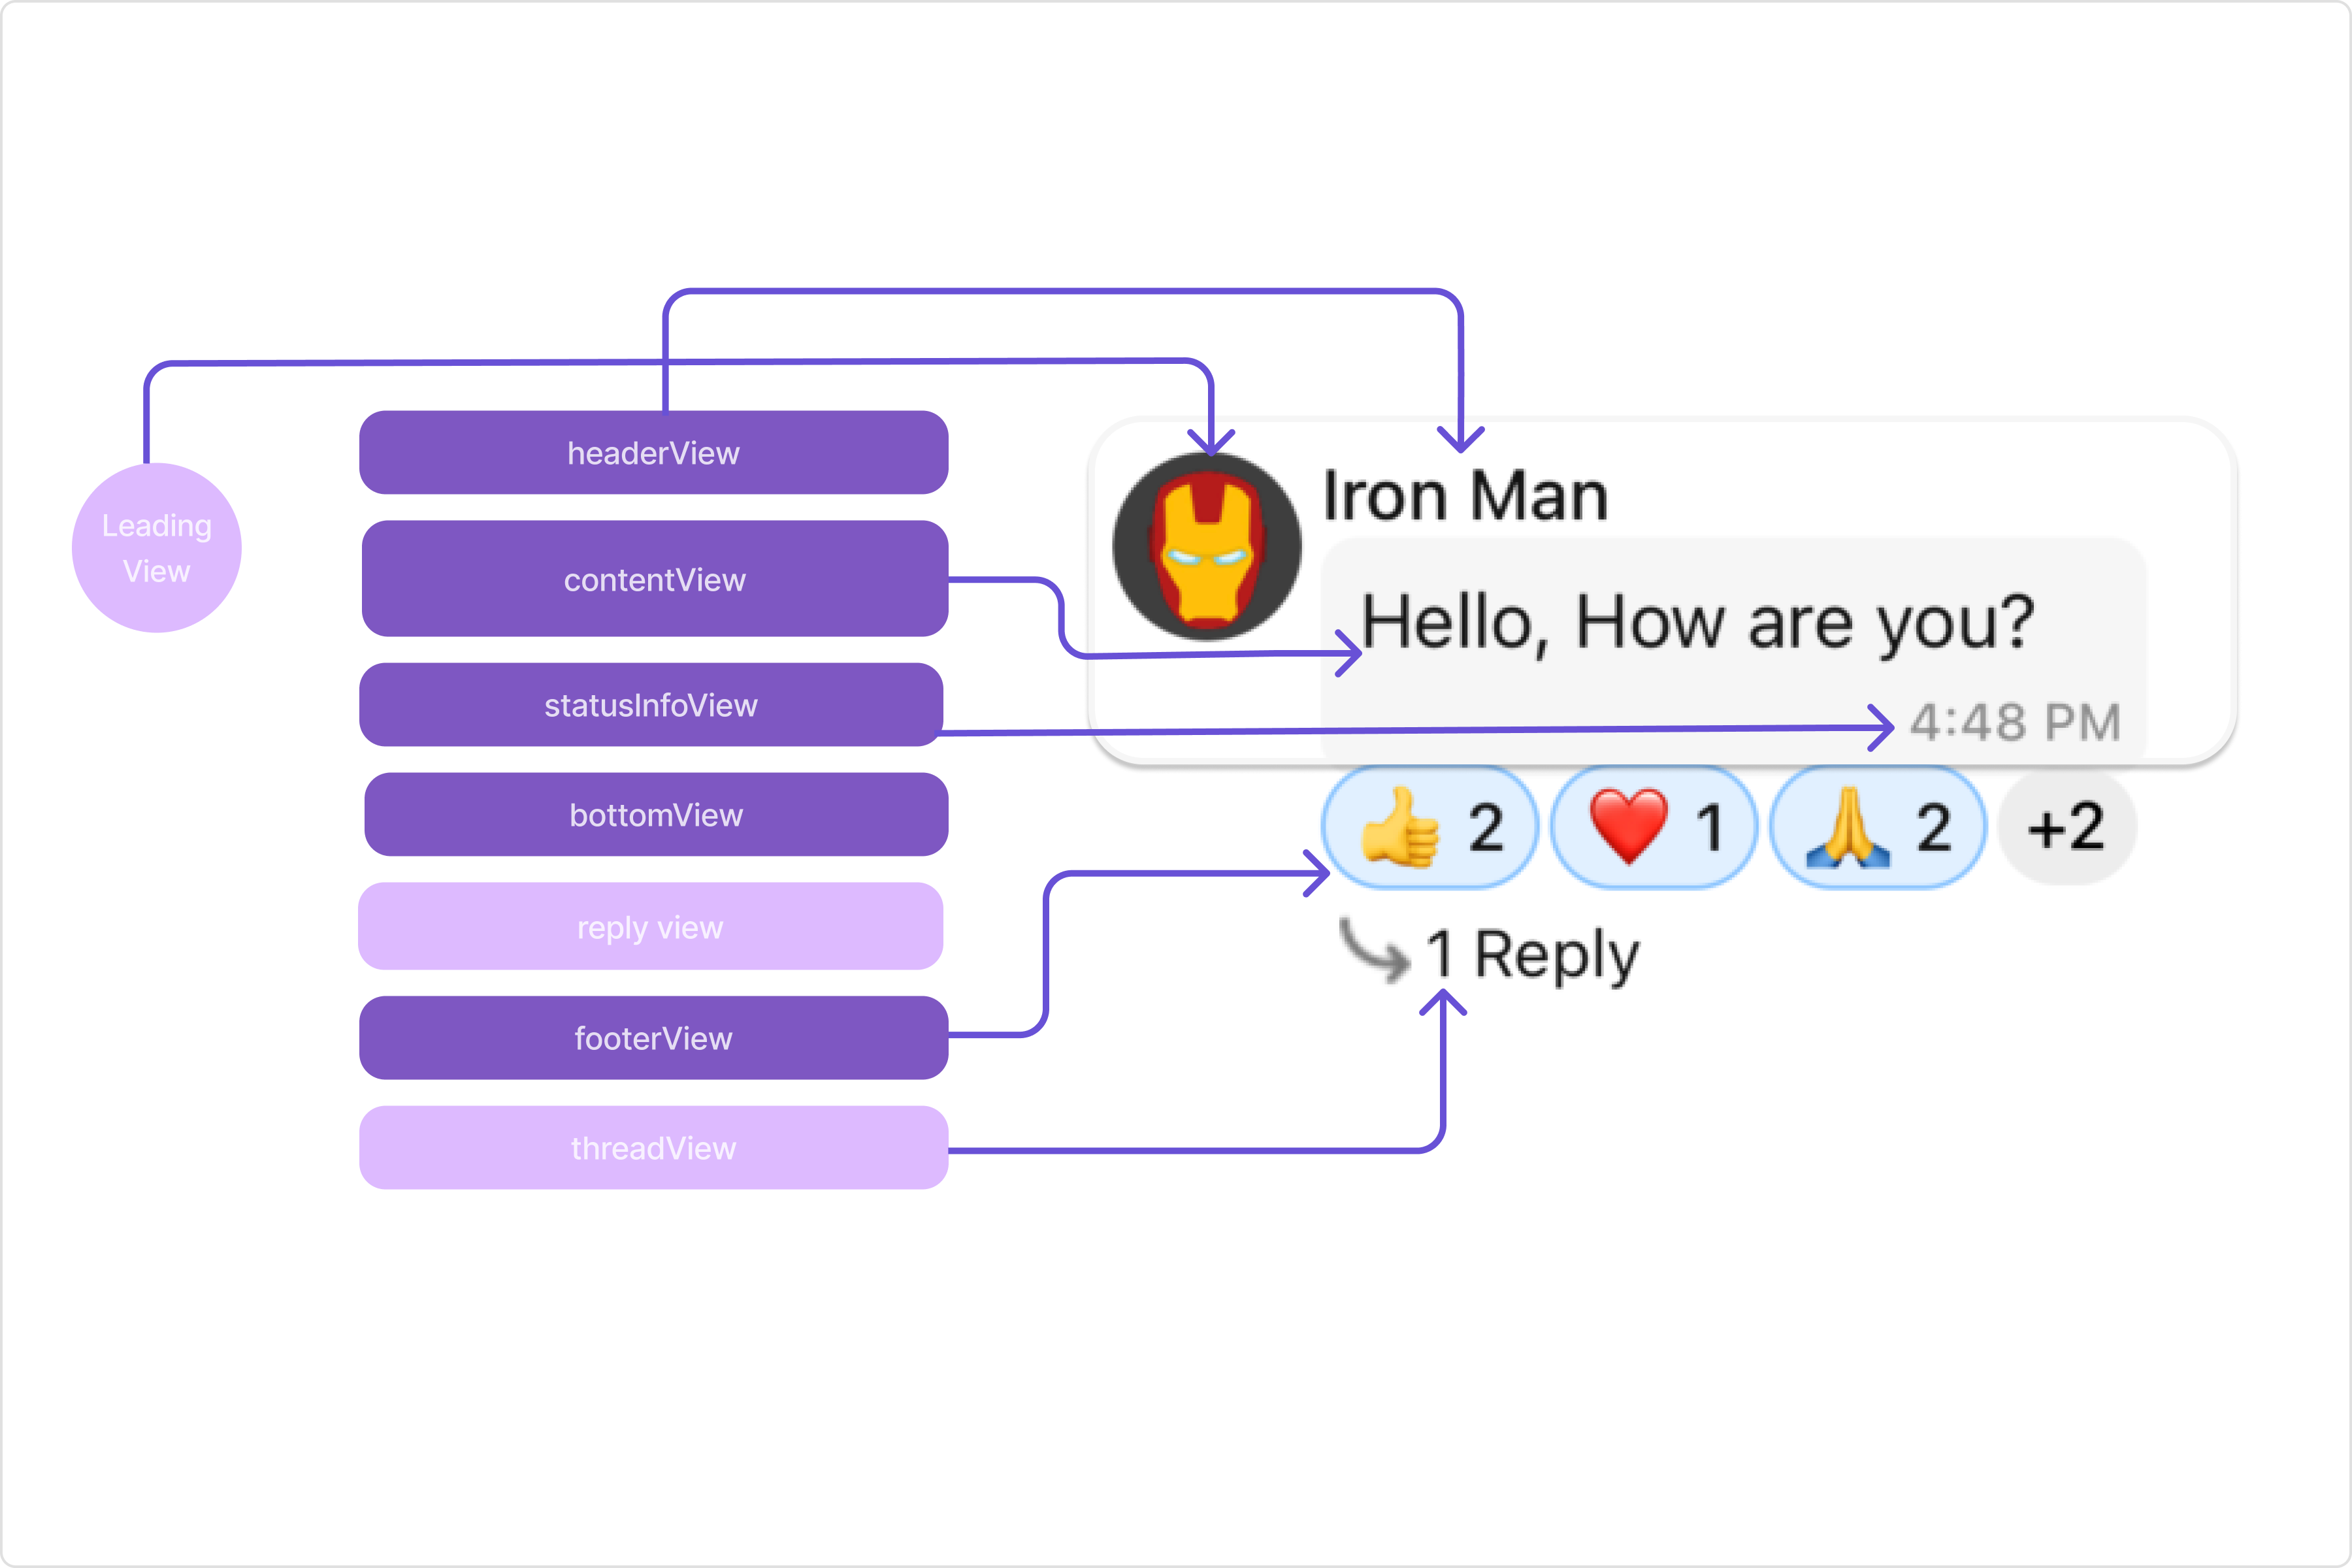 Leading
View
headerView
contentView
statusInfoView
bottomView
reply view
footerView
threadView
Iron Man
Hello, How are you?
4:48 PM
👍 2 ❤️ 1 🙏 2 +2
1 Reply